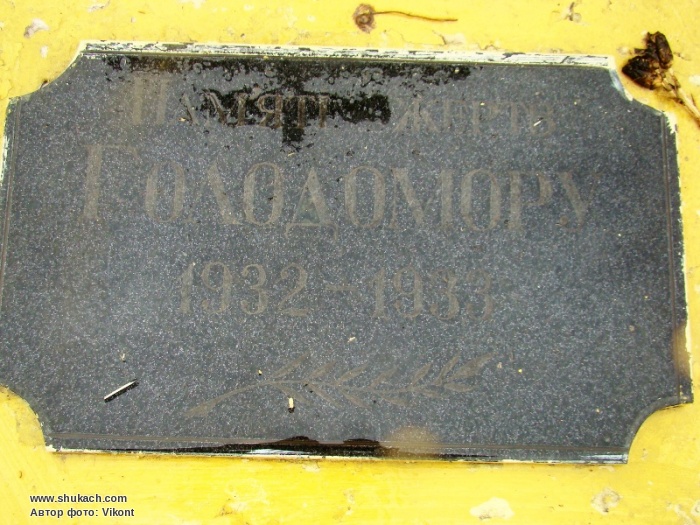 Пам'яті жертв
Голодомору
1932-1933
www.shukach.com
Автор фото: Vikont